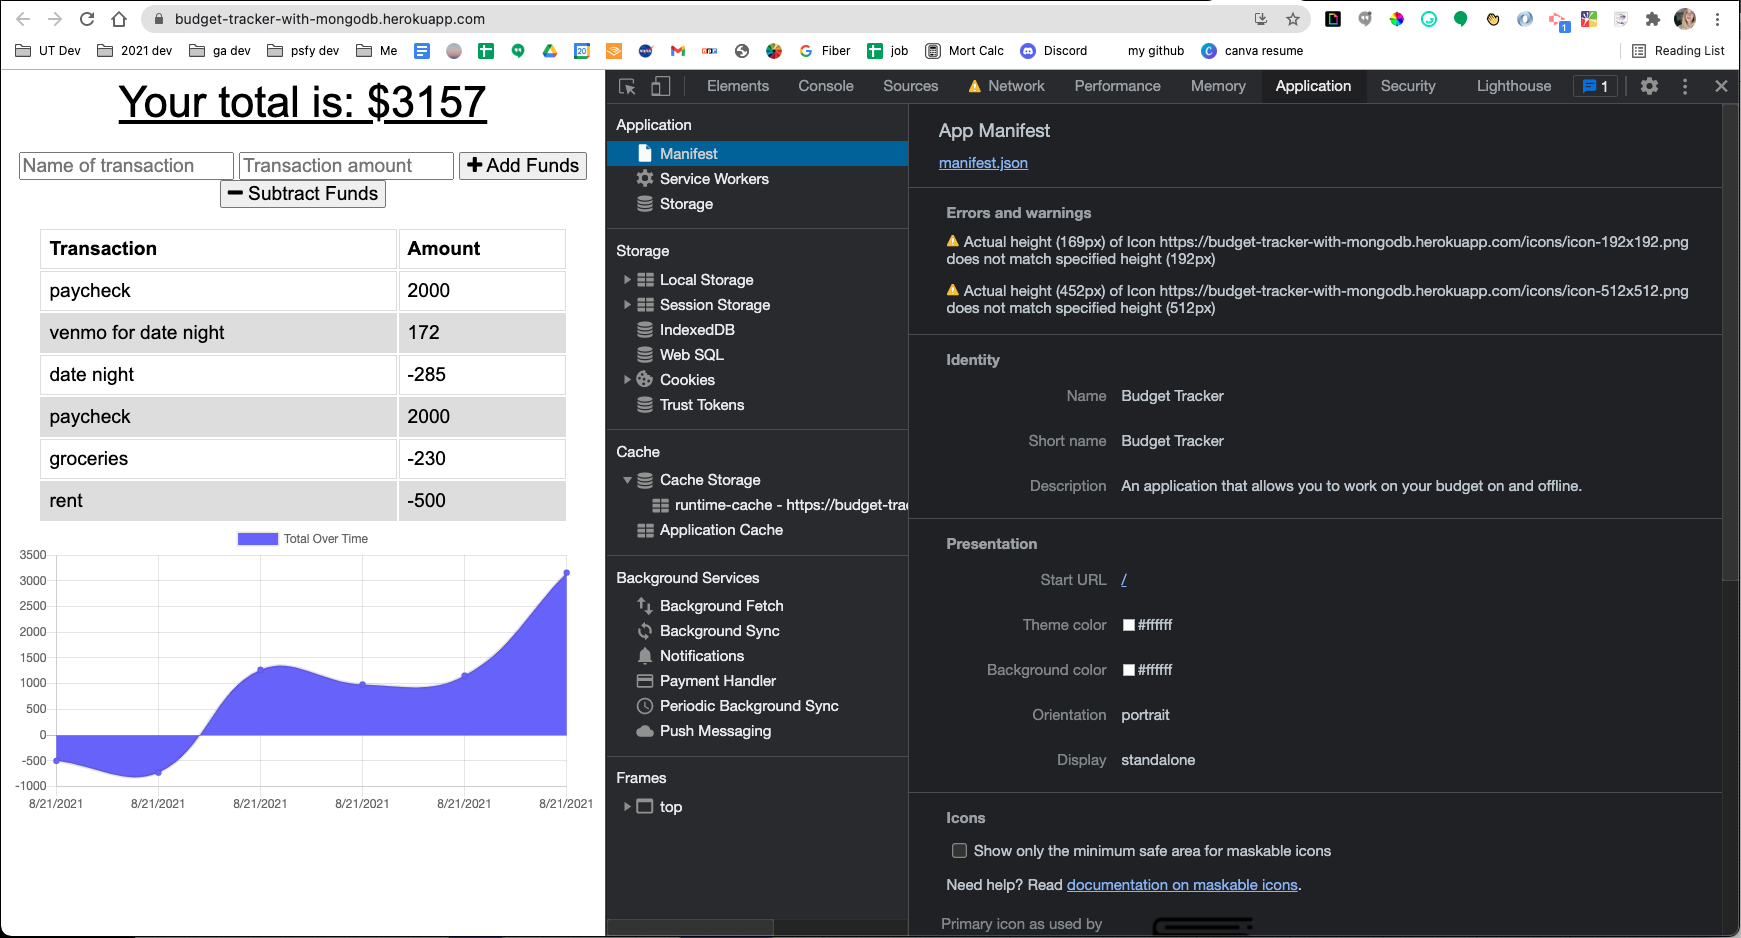 budget-tracker-with-mongodb.herokuapp.com
1
UT Dev 2021 dev ga dev psfy dev Me 20 Fiber job Mort Calc Discord my github canva resume Reading List
Your total is: $3157
Name of transaction Transaction amount Add Funds
Subtract Funds
Transaction Amount
paycheck 2000
venmo for date night 172
date night -285
paycheck 2000
groceries -230
rent -500
Total Over Time
3500
3000
2500
2000
1500
1000
500
0
-500
-1000
8/21/2021 8/21/2021 8/21/2021 8/21/2021 8/21/2021 8/21/2021
Elements Console Sources Network Performance Memory Application Security Lighthouse 1
Application
Manifest
Service Workers
Storage
Storage
Local Storage
Session Storage
IndexedDB
Web SQL
Cookies
Trust Tokens
Cache
Cache Storage
runtime-cache - https://budget-trac
Application Cache
Background Services
Background Fetch
Background Sync
Notifications
Payment Handler
Periodic Background Sync
Push Messaging
Frames
top
App Manifest
manifest.json
Errors and warnings
Actual height (169px) of Icon https://budget-tracker-with-mongodb.herokuapp.com/icons/icon-192x192.png
does not match specified height (192px)
Actual height (452px) of Icon https://budget-tracker-with-mongodb.herokuapp.com/icons/icon-512x512.png
does not match specified height (512px)
Identity
Name Budget Tracker
Short name Budget Tracker
Description An application that allows you to work on your budget on and offline.
Presentation
Start URL /
Theme color #ffffff
Background color #ffffff
Orientation portrait
Display standalone
Icons
Show only the minimum safe area for maskable icons
Need help? Read documentation on maskable icons.
Primary icon as used by